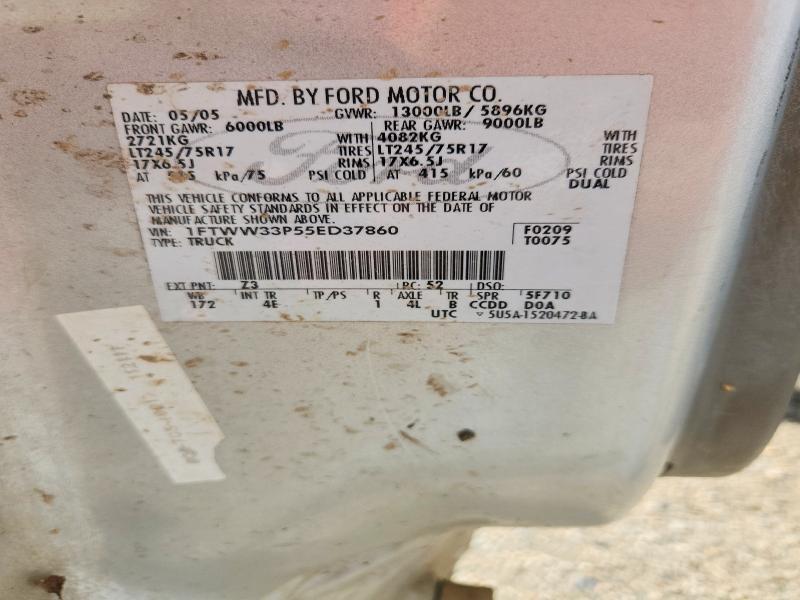 MFD. BY FORD MOTOR CO.
DATE: 05/05 GVWR: 13000LB/ 5896KG
FRONT GAWR: 6000LB REAR GAWR: 9000LB
2721KG WITH 4082KG WITH
LT245/75R17 TIRES LT245/75R17 TIRES
17X6.5J RIMS 17X6.5J RIMS
AT kPa/75 PSI COLD AT 415 kPa/60 PSI COLD
DUAL
Ford
THIS VEHICLE CONFORMS TO ALL APPLICABLE FEDERAL MOTOR
VEHICLE SAFETY STANDARDS IN EFFECT ON THE DATE OF
MANUFACTURE SHOWN ABOVE.
VIN: 1FTWW33P55ED37860 F0209
TYPE: TRUCK T0075
EXT PNT: Z3 RC: 52 DSO:
WB INT TR TP/PS R AXLE TR SPR 5F710
172 4E 1 4L B CCDD D0A
UTC 5U5A-1520472-BA